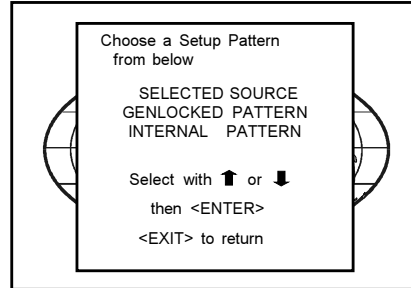 Choose a Setup Pattern
from below
SELECTED SOURCE
GENLOCKED PATTERN
INTERNAL PATTERN
Select with ⬆ or ⬇
then <ENTER>
<EXIT> to return